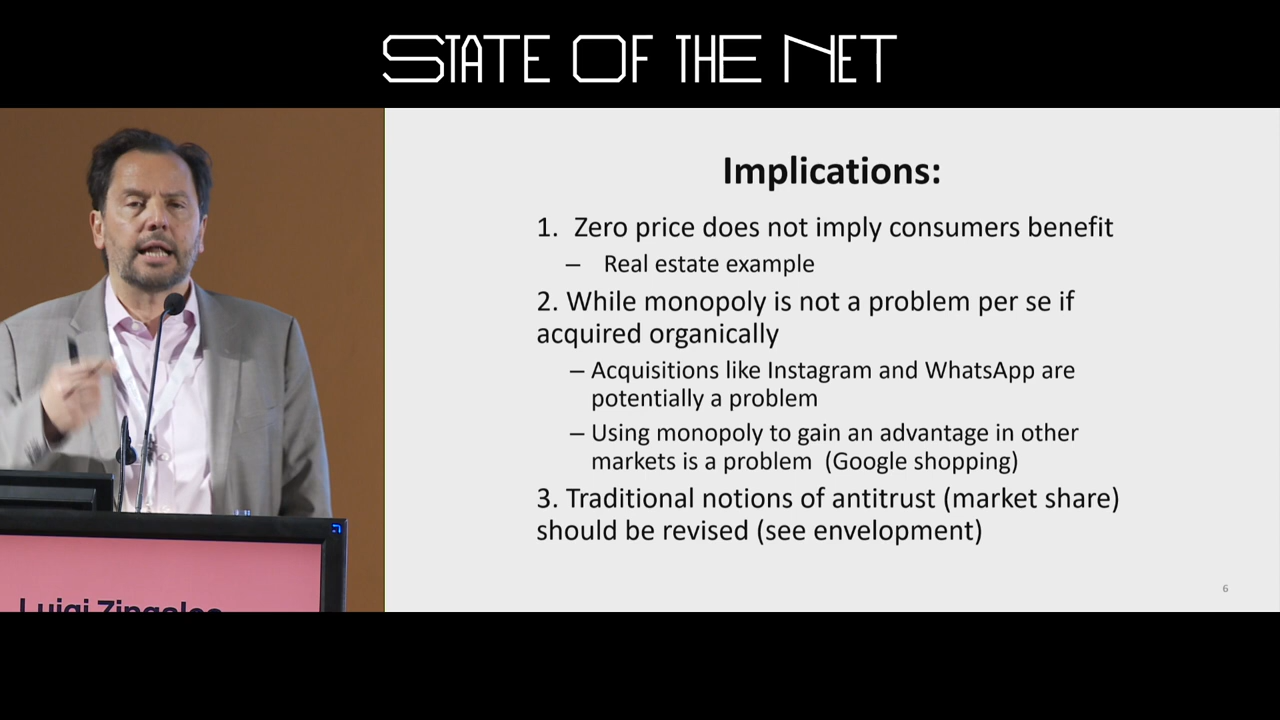 STATE OF THE NET
Implications:
1. Zero price does not imply consumers benefit
– Real estate example
2. While monopoly is not a problem per se if
acquired organically
– Acquisitions like Instagram and WhatsApp are
potentially a problem
– Using monopoly to gain an advantage in other
markets is a problem (Google shopping)
3. Traditional notions of antitrust (market share)
should be revised (see envelopment)
6
Luigi Zingales